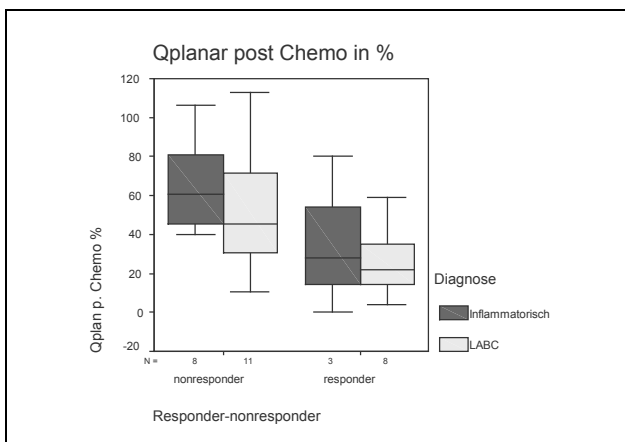 Qplanar post Chemo in %
Qplan p. Chemo %
120
100
80
60
40
20
0
-20
N = 8 11 3 8
nonresponder responder
Responder-nonresponder
Diagnose
Inflammatorisch
LABC